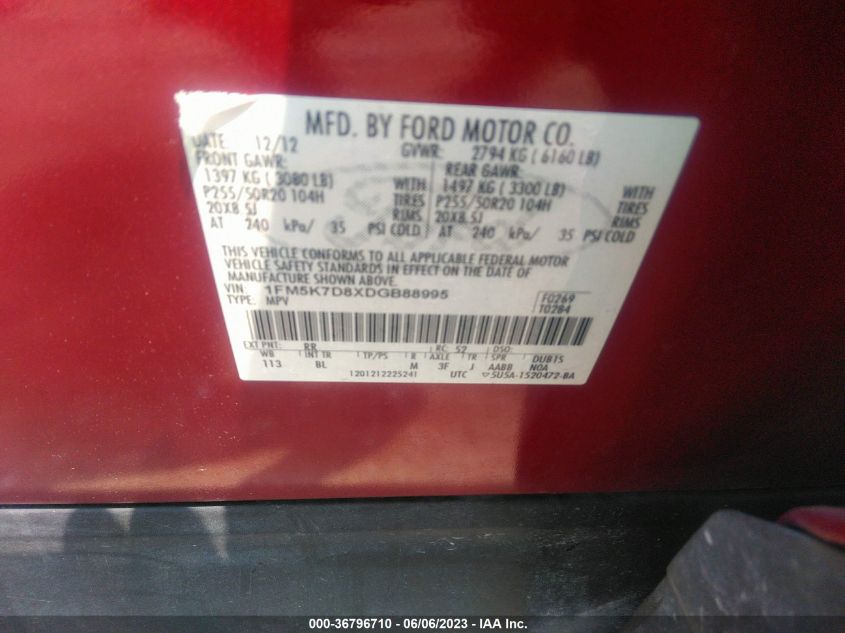 MFD. BY FORD MOTOR CO.
DATE: 12/12 GVWR: 2794 KG ( 6160 LB)
FRONT GAWR: REAR GAWR:
1397 KG ( 3080 LB) WITH 1497 KG ( 3300 LB) WITH
P255/50R20 104H TIRES P255/50R20 104H TIRES
20X8.5J RIMS 20X8.5J RIMS
AT 240 kPa/ 35 PSI COLD AT 240 kPa/ 35 PSI COLD
THIS VEHICLE CONFORMS TO ALL APPLICABLE FEDERAL MOTOR
VEHICLE SAFETY STANDARDS IN EFFECT ON THE DATE OF
MANUFACTURE SHOWN ABOVE.
VIN: 1FM5K7D8XDGB88995 F0269
TYPE: MPV T0284
EXT PNT: RR RC: 52 DSO:
WB INT TR TP/PS R AXLE TR SPR DUB15
113 BL M 3F J AABB NOA
1201212225241 UTC ▽5U5A-1520472-BA
000-36796710 - 06/06/2023 - IAA Inc.